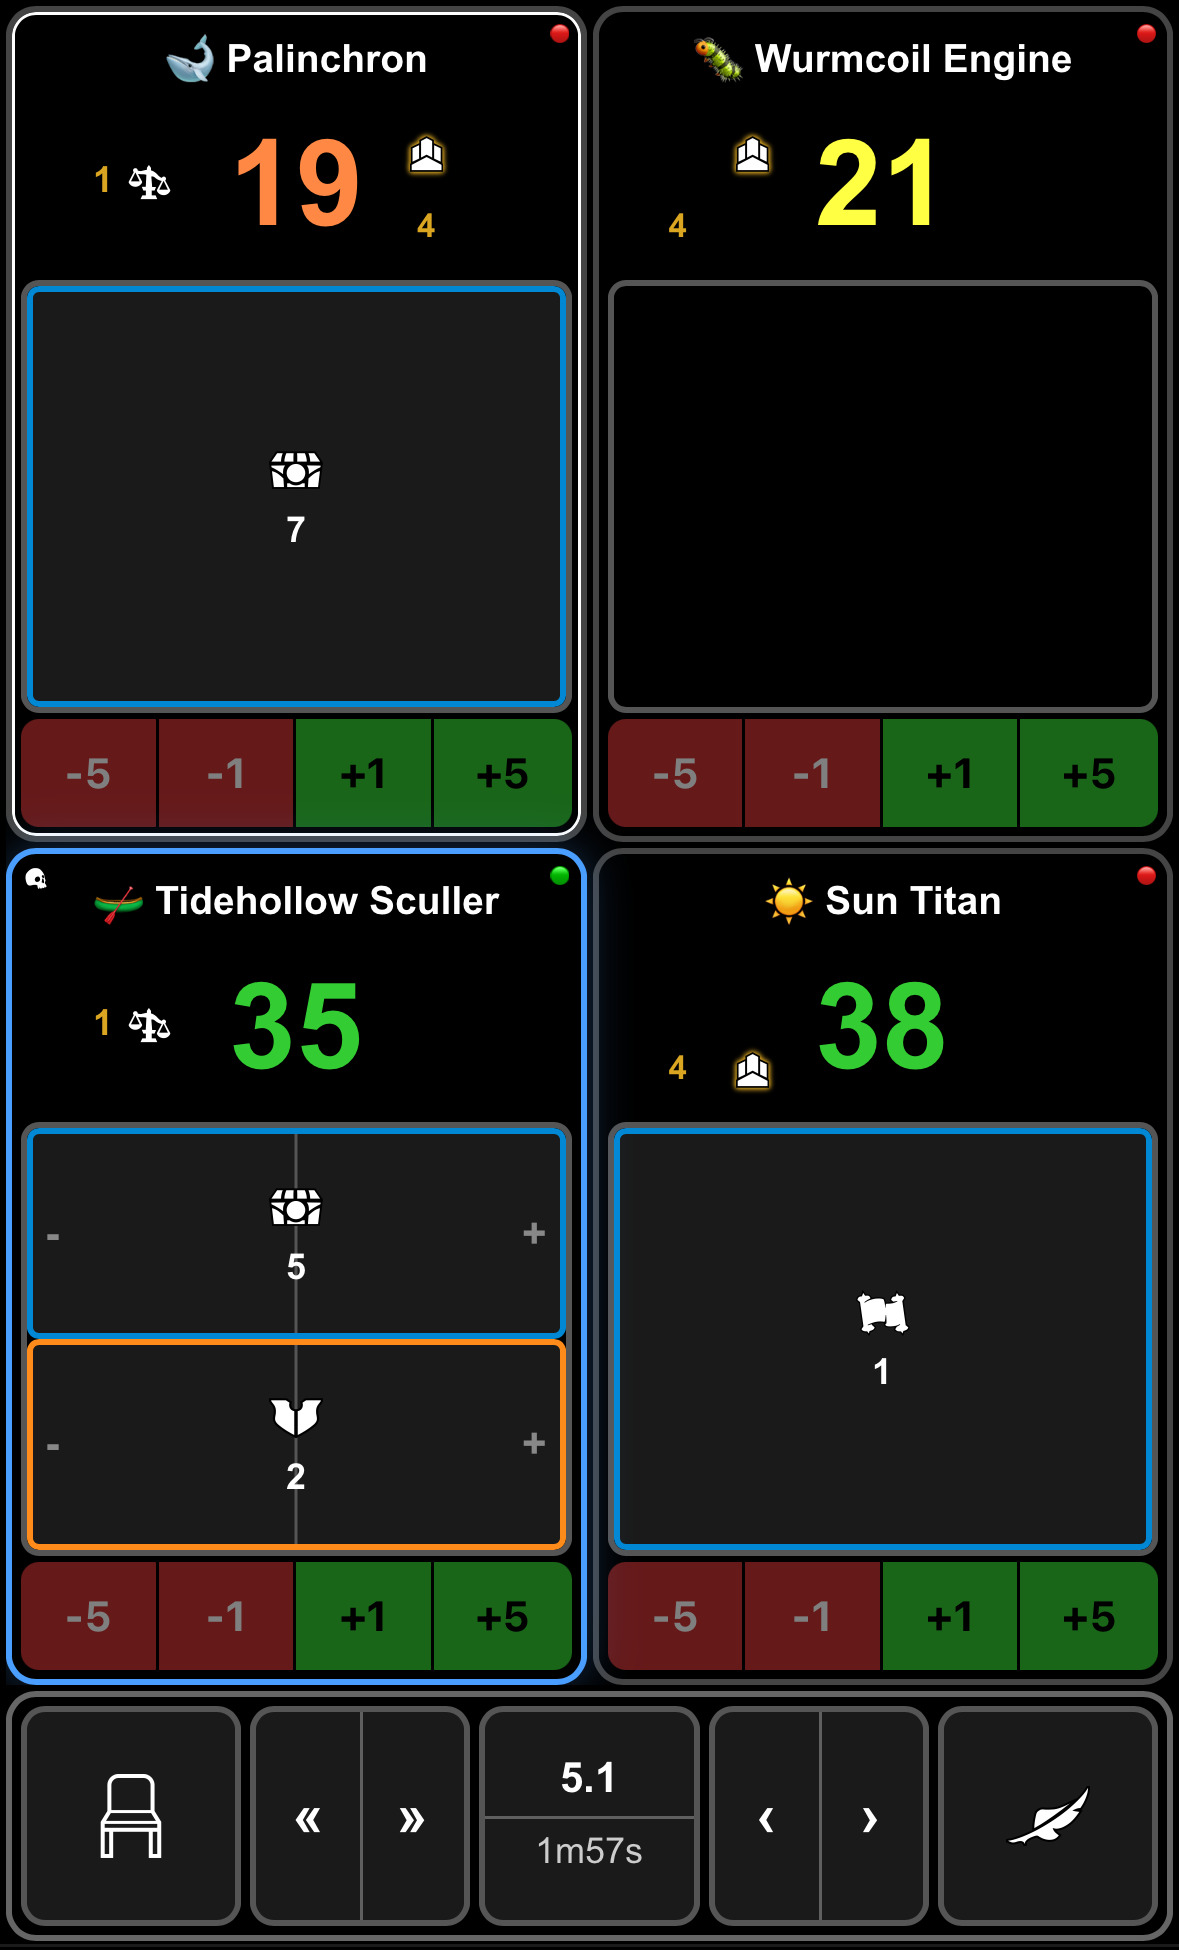 Palinchron
1 19 4
7
-5 -1 +1 +5
Wurmcoil Engine
4 21
-5 -1 +1 +5
Tidehollow Sculler
1 35
- 5 +
- 2 +
-5 -1 +1 +5
Sun Titan
4 38
1
-5 -1 +1 +5
« » 5.1 ‹ ›
1m57s